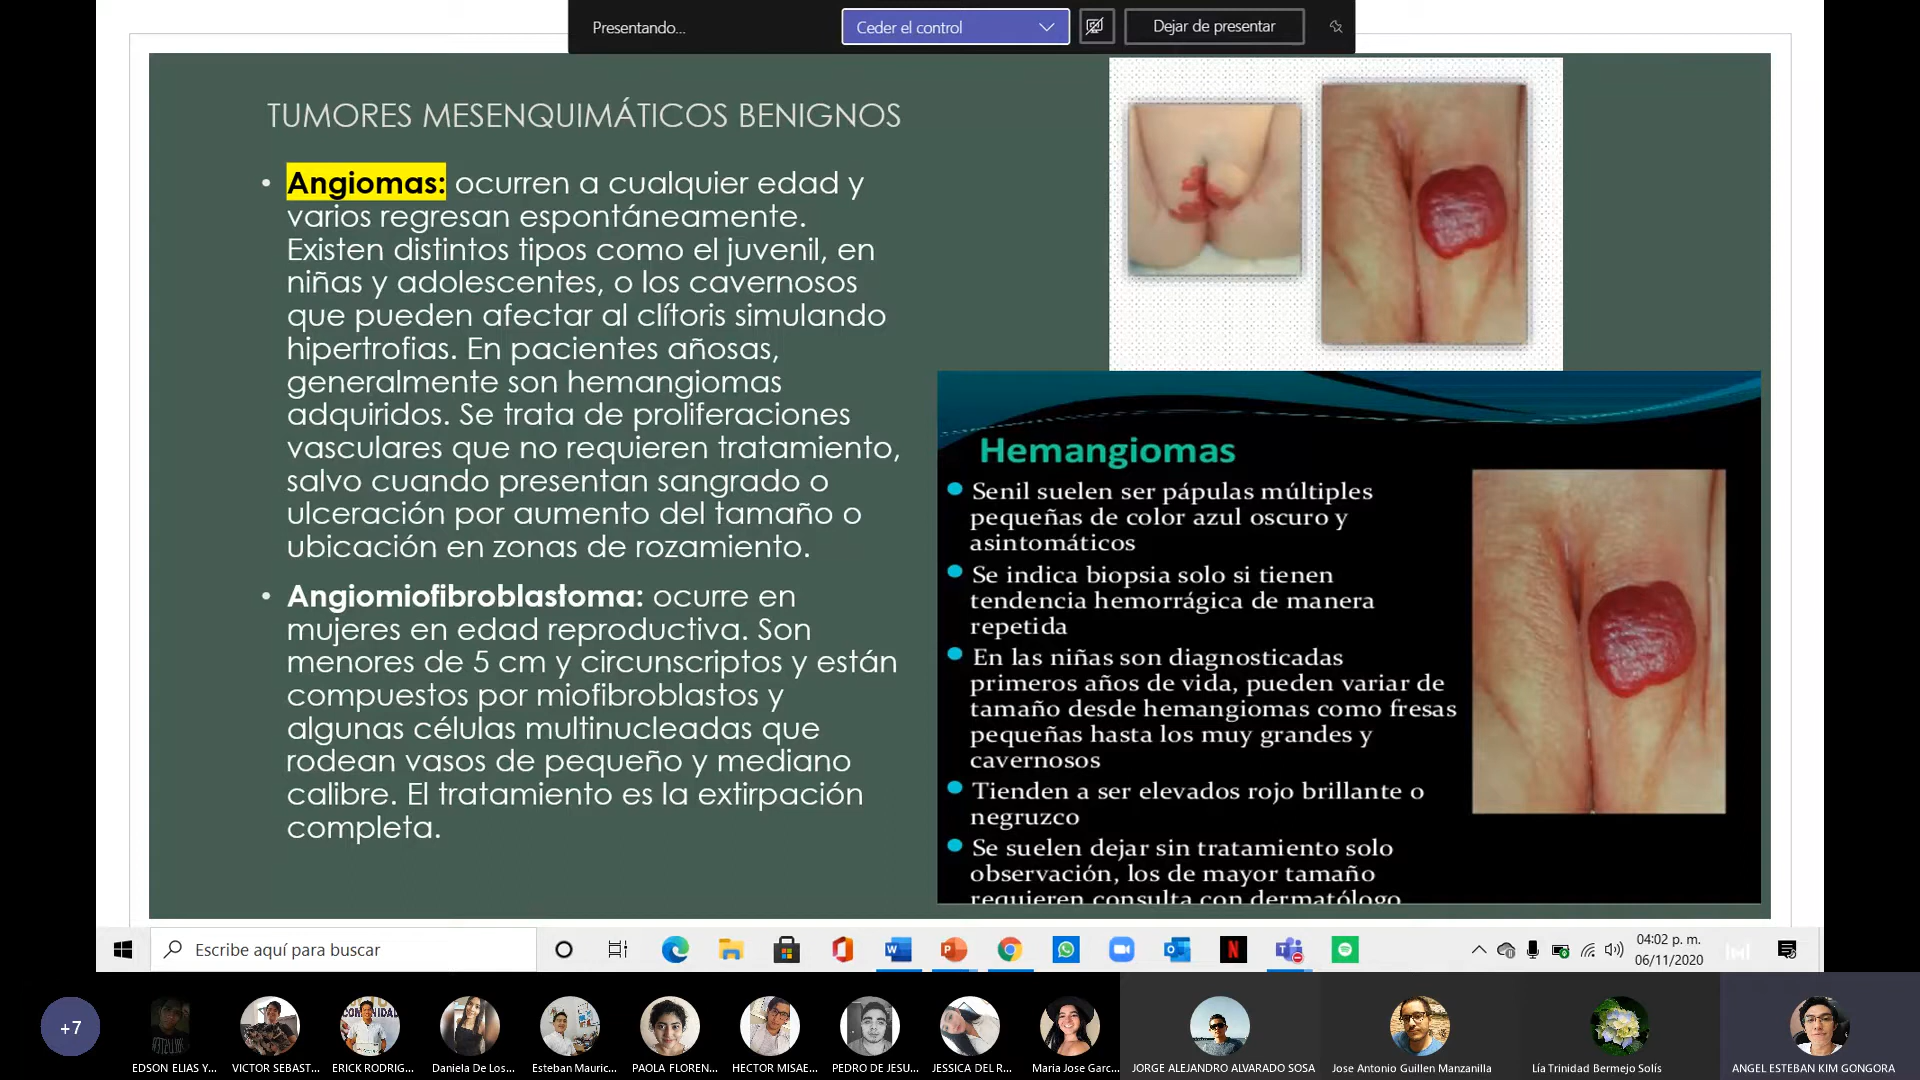 Presentando...
Ceder el control
Dejar de presentar
TUMORES MESENQUIMÁTICOS BENIGNOS
• Angiomas: ocurren a cualquier edad y
varios regresan espontáneamente.
Existen distintos tipos como el juvenil, en
niñas y adolescentes, o los cavernosos
que pueden afectar al clítoris simulando
hipertrofias. En pacientes añosas,
generalmente son hemangiomas
adquiridos. Se trata de proliferaciones
vasculares que no requieren tratamiento,
salvo cuando presentan sangrado o
ulceración por aumento del tamaño o
ubicación en zonas de rozamiento.
• Angiomiofibroblastoma: ocurre en
mujeres en edad reproductiva. Son
menores de 5 cm y circunscriptos y están
compuestos por miofibroblastos y
algunas células multinucleadas que
rodean vasos de pequeño y mediano
calibre. El tratamiento es la extirpación
completa.
Hemangiomas
Senil suelen ser pápulas múltiples
pequeñas de color azul oscuro y
asintomáticos
Se indica biopsia solo si tienen
tendencia hemorrágica de manera
repetida
En las niñas son diagnosticadas
primeros años de vida, pueden variar de
tamaño desde hemangiomas como fresas
pequeñas hasta los muy grandes y
cavernosos
Tienden a ser elevados rojo brillante o
negruzco
Se suelen dejar sin tratamiento solo
observación, los de mayor tamaño
requieren consulta con dermatólogo
Escribe aquí para buscar
04:02 p. m.
06/11/2020
+7
EDSON ELIAS Y...
VICTOR SEBAST...
ERICK RODRIG...
Daniela De Los...
Esteban Mauric...
PAOLA FLOREN...
HECTOR MISAE...
PEDRO DE JESU...
JESSICA DEL R...
Maria Jose Garc...
JORGE ALEJANDRO ALVARADO SOSA
Jose Antonio Guillen Manzanilla
Lía Trinidad Bermejo Solís
ANGEL ESTEBAN KIM GONGORA